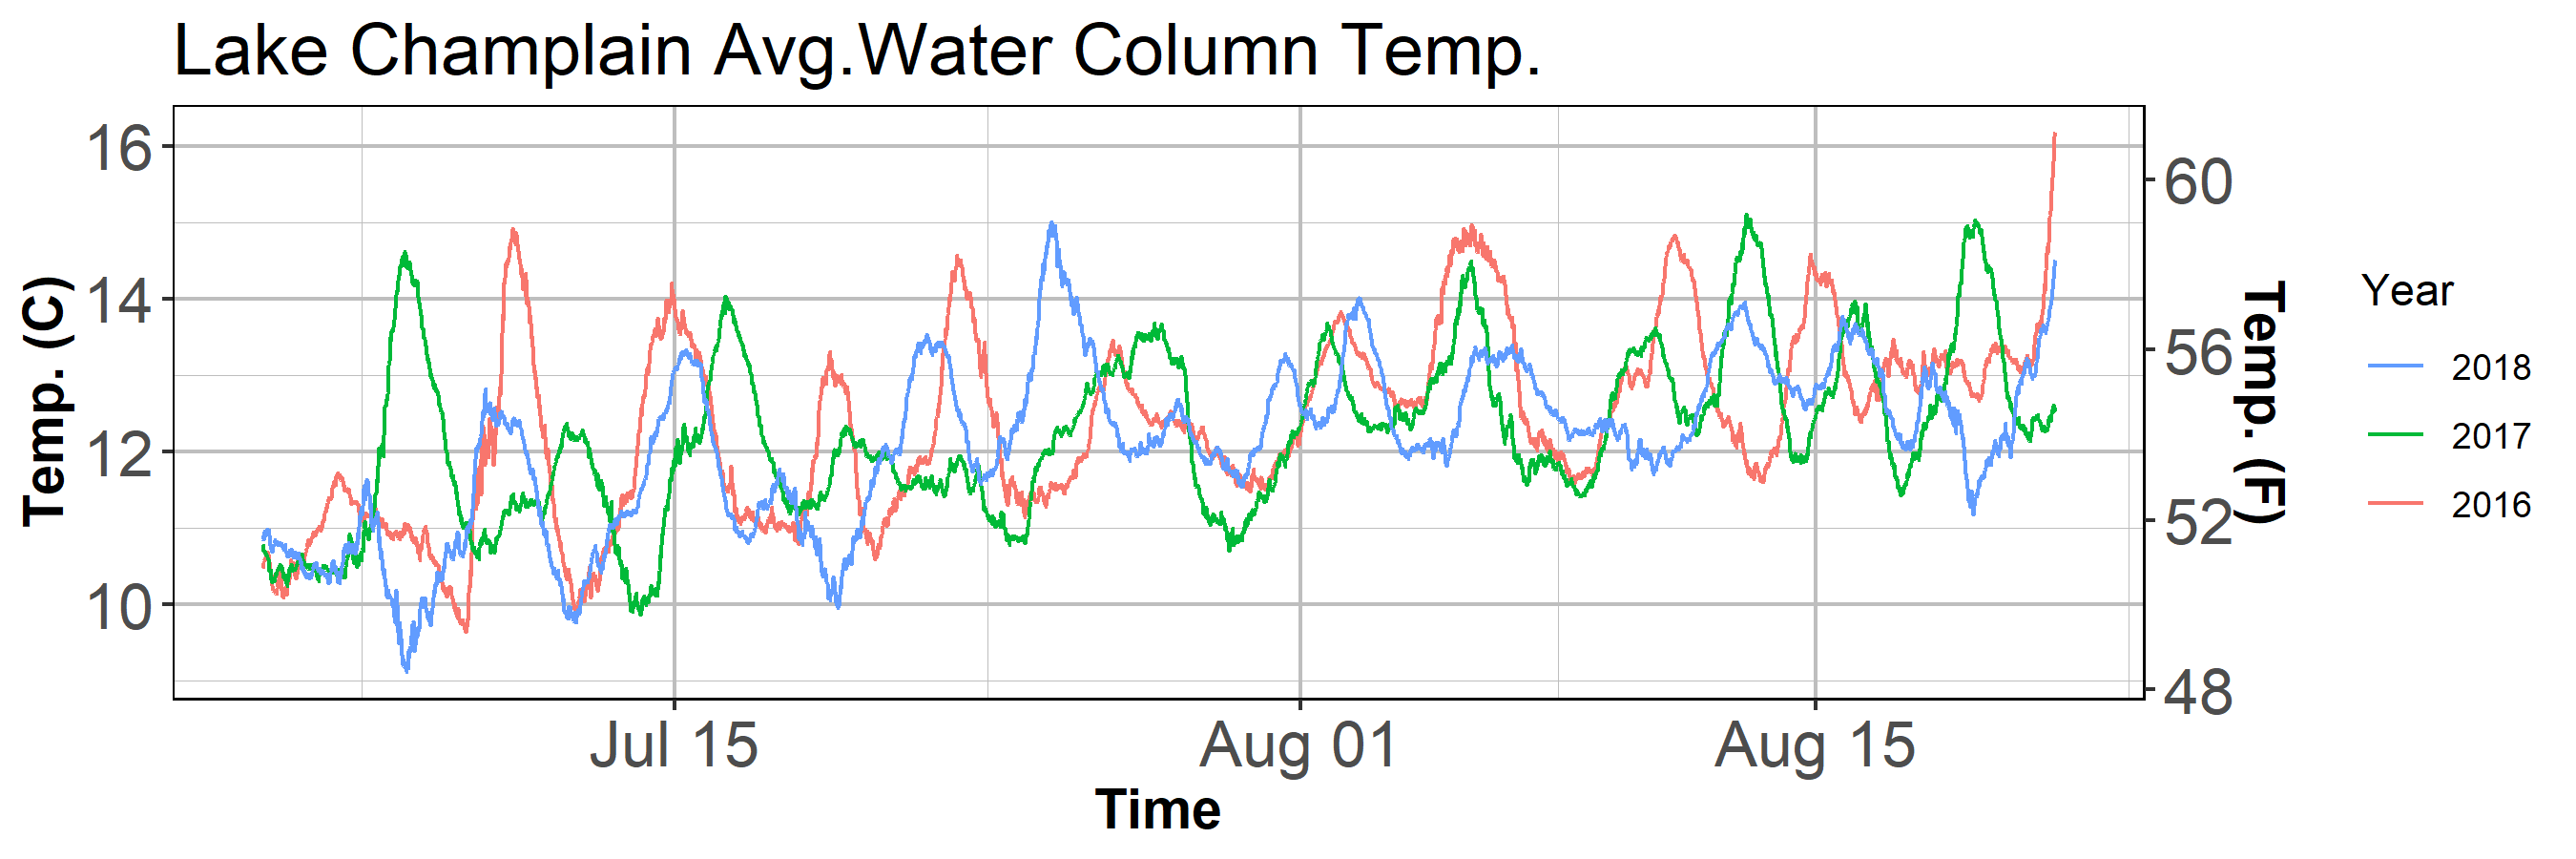 Lake Champlain Avg.Water Column Temp.
16
14
12
10
Temp. (C)
60
56
52
48
Temp. (F)
Jul 15
Aug 01
Aug 15
Time
Year
2018
2017
2016